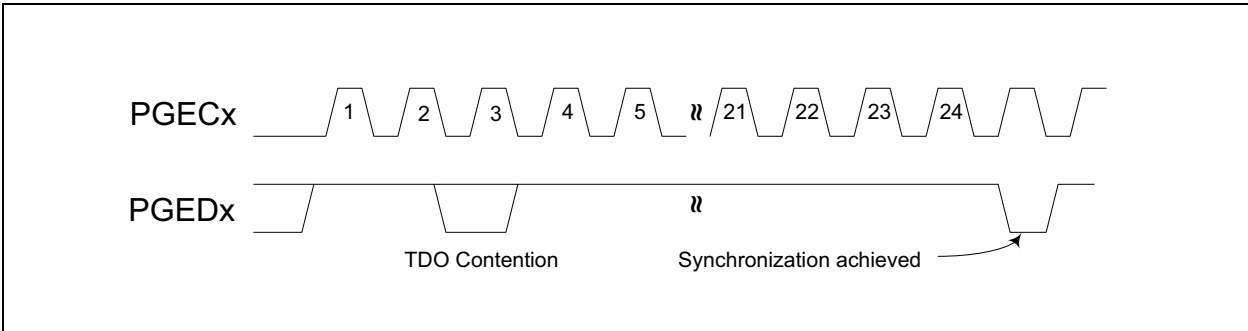 PGECx
1 2 3 4 5 ≈ 21 22 23 24
PGEDx
≈
TDO Contention
Synchronization achieved